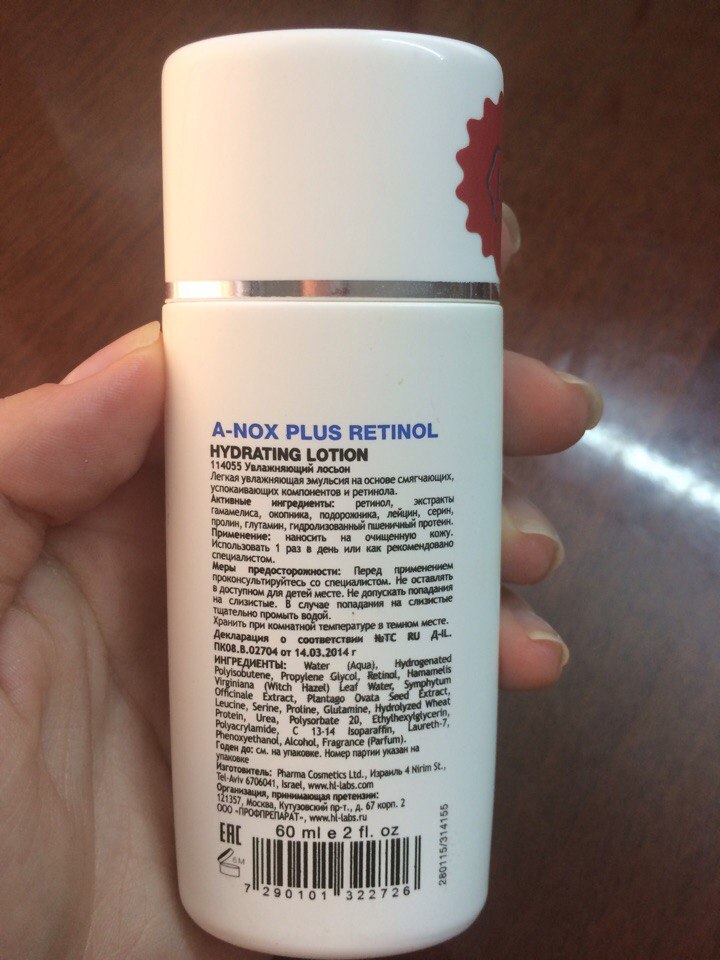 A-NOX PLUS RETINOL
HYDRATING LOTION
114055 Увлажняющий лосьон
Легкая увлажняющая эмульсия на основе смягчающих,
успокаивающих компонентов и ретинола.
Активные ингредиенты: ретинол, экстракты
гамамелиса, окопника, подорожника, лейцин, серин,
пролин, глутамин, гидролизованный пшеничный протеин.
Применение: наносить на очищенную кожу.
Использовать 1 раз в день или как рекомендовано
специалистом.
Меры предосторожности: Перед применением
проконсультируйтесь со специалистом. Не оставлять
в доступном для детей месте. Не допускать попадания
на слизистые. В случае попадания на слизистые
тщательно промыть водой.
Хранить при комнатной температуре в темном месте.
Декларация о соответствии №ТС RU Д-IL.
ПК08.В.02704 от 14.03.2014 г
ИНГРЕДИЕНТЫ: Water (Aqua), Hydrogenated
Polyisobutene, Propylene Glycol, Retinol, Hamamelis
Virginiana (Witch Hazel) Leaf Water, Symphytum
Officinale Extract, Plantago Ovata Seed Extract,
Leucine, Serine, Proline, Glutamine, Hydrolyzed Wheat
Protein, Urea, Polysorbate 20, Ethylhexylglycerin,
Polyacrylamide, C 13-14 Isoparaffin, Laureth-7,
Phenoxyethanol, Alcohol, Fragrance (Parfum).
Годен до: см. на упаковке. Номер партии указан на
упаковке
Изготовитель: Pharma Cosmetics Ltd., Израиль 4 Nirim St.,
Tel-Aviv 6706041, Israel, www.hl-labs.com
Организация, принимающая претензии:
121357, Москва, Кутузовский пр-т., д. 67 корп. 2
ООО «ПРОФПРЕПАРАТ», www.hl-labs.ru
EAC
60 ml e 2 fl. oz
6M
7 290101 322726
280115/314155